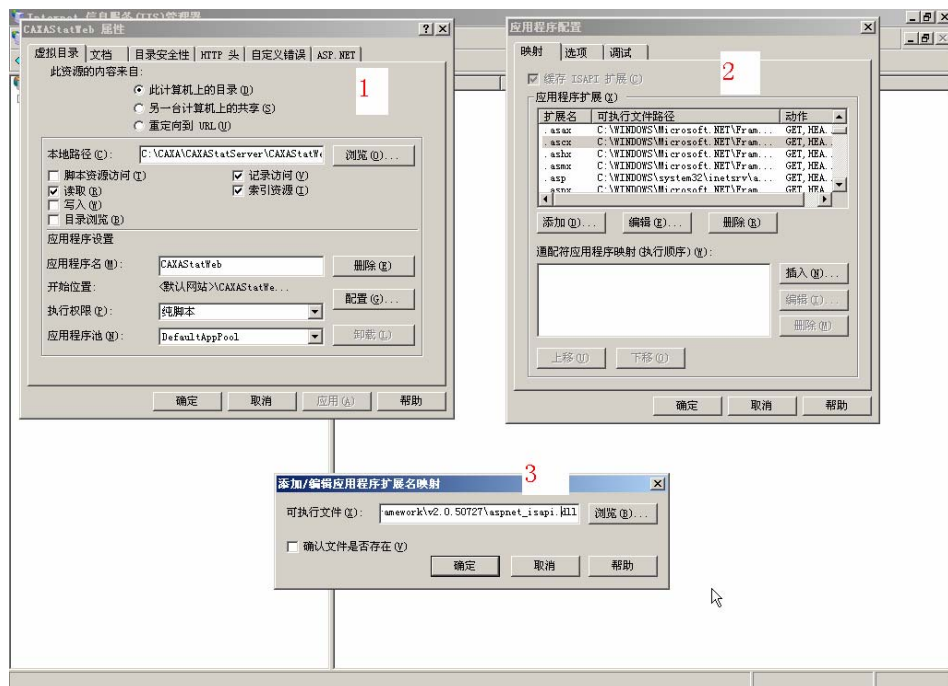 Internet 信息服务(IIS)管理器
CAXAStatWeb 属性
虚拟目录 文档 目录安全性 HTTP 头 自定义错误 ASP.NET
此资源的内容来自:
1
此计算机上的目录(D)
另一台计算机上的共享(S)
重定向到 URL(U)
本地路径(C): C:\CAXA\CAXAStatServer\CAXAStatWe 浏览(O)...
脚本资源访问(T) 记录访问(V)
读取(R) 索引资源(I)
写入(W)
目录浏览(B)
应用程序设置
应用程序名(M): CAXAStatWeb 删除(E)
开始位置: <默认网站>\CAXAStatWe...
配置(G)...
执行权限(P): 纯脚本
应用程序池(N): DefaultAppPool 卸载(L)
确定 取消 应用(A) 帮助
应用程序配置
映射 选项 调试
2
缓存 ISAPI 扩展(C)
应用程序扩展(X)
扩展名 可执行文件路径 动作
.asax C:\WINDOWS\Microsoft.NET\Fram... GET,HEA.
.ascx C:\WINDOWS\Microsoft.NET\Fram... GET,HEA.
.ashx C:\WINDOWS\Microsoft.NET\Fram... GET,HEA.
.asmx C:\WINDOWS\Microsoft.NET\Fram... GET,HEA.
.asp C:\WINDOWS\system32\inetsrv\a... GET,HEA.
.aspx C:\WINDOWS\Microsoft.NET\Fram... GET,HEA.
添加(D)... 编辑(E)... 删除(R)
通配符应用程序映射(执行顺序)(W):
插入(N)...
编辑(I)...
删除(M)
上移(U) 下移(O)
确定 取消 帮助
3
添加/编辑应用程序扩展名映射
可执行文件(X): ramework\v2.0.50727\aspnet_isapi.dll 浏览(B)...
确认文件是否存在(V)
确定 取消 帮助